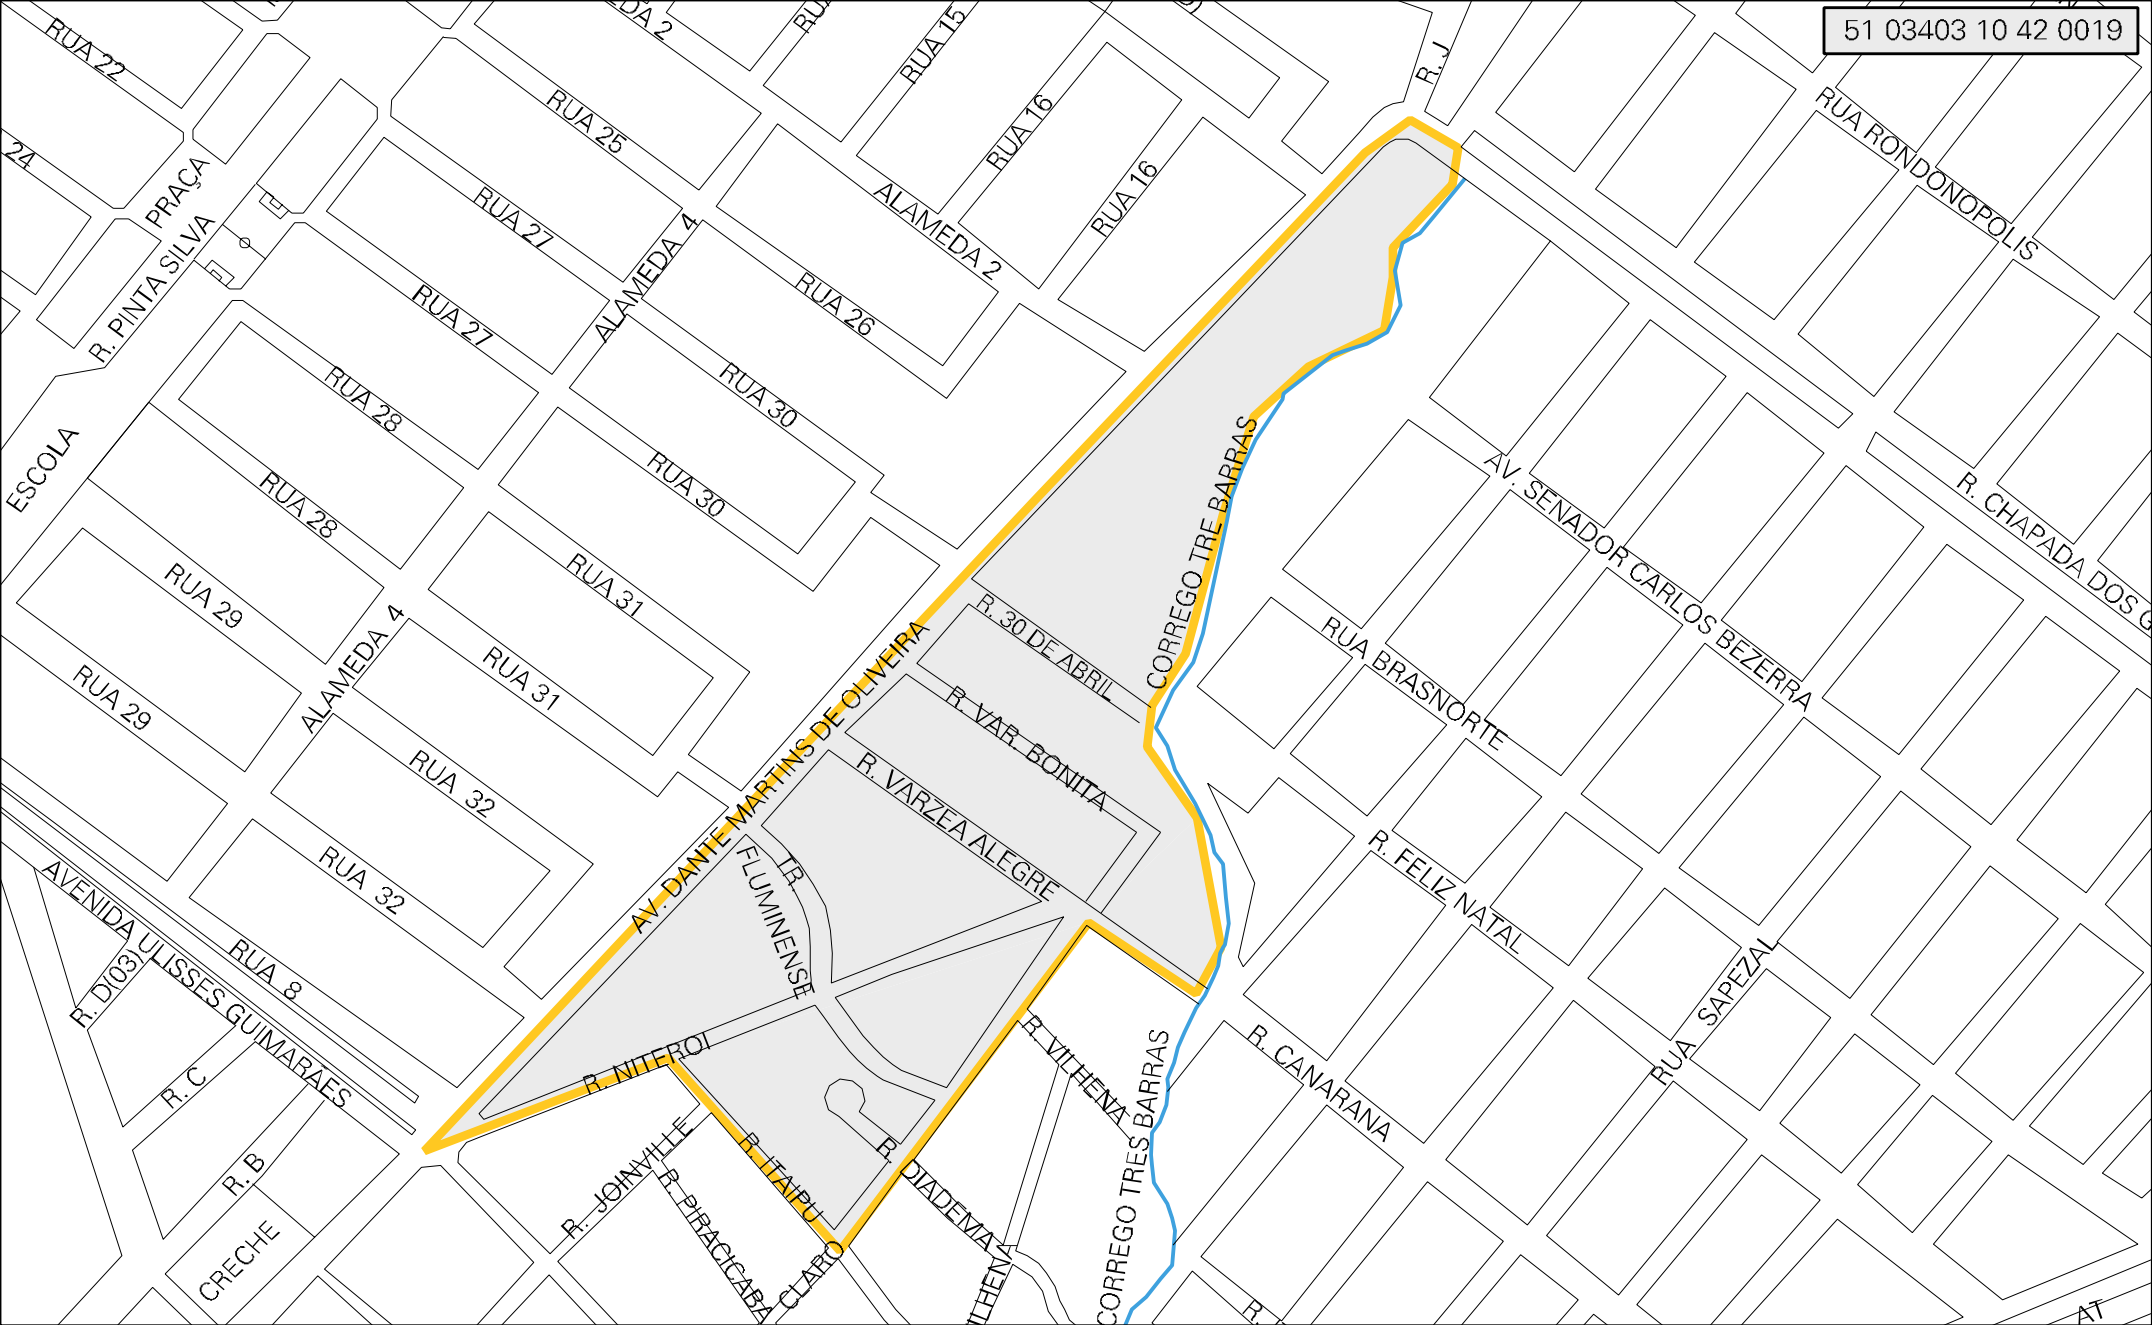 51 03403 10 42 0019
RUA 22
EDA 2
RUA 15
R. J
24
RUA 25
RUA 16
RUA RONDONOPOLIS
PRAÇA
RUA 27
RUA 16
ALAMEDA 2
R. PINTA SILVA
ALAMEDA 4
RUA 27
RUA 26
RUA 28
RUA 30
ESCOLA
RUA 28
RUA 30
CORREGO TRE BARRAS
AV. SENADOR CARLOS BEZERRA
R. CHAPADA DOS G
RUA 29
RUA 31
R. 30 DE ABRIL
RUA BRASNORTE
RUA 29
ALAMEDA 4
RUA 31
AV. DANTE MARTINS DE OLIVEIRA
R. VAR. BONITA
RUA 32
R. VARZEA ALEGRE
TR.
FLUMINENSE
RUA 32
R. FELIZ NATAL
AVENIDA ULISSES GUIMARAES
R. D(03)
RUA 8
RUA SAPEZAL
R. NITEROI
R. VILHENA
R. CANARANA
R. C
R. B
R. JOINVILLE
R. ITAIPU
R. DIADEMA
CORREGO TRES BARRAS
R. PIRACICABA
CRECHE
CLARO
ILHENA
R.
AT